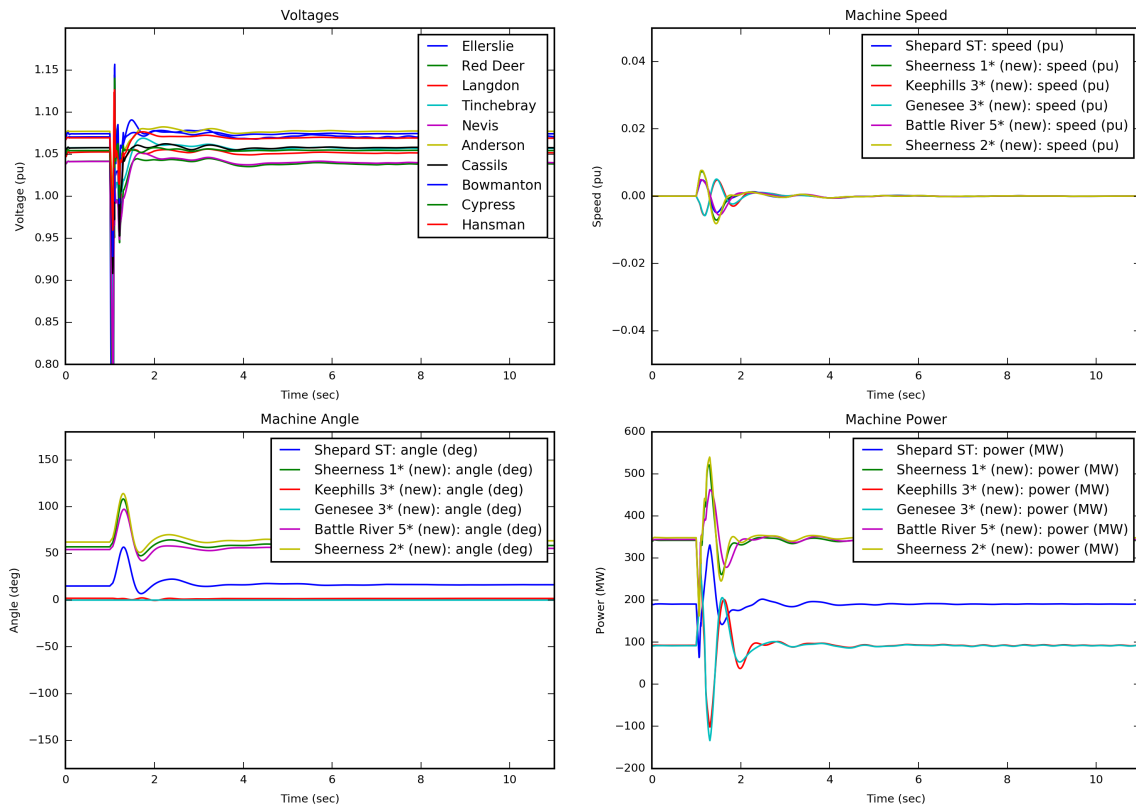 Voltages
Voltage (pu)
1.15
1.10
1.05
1.00
0.95
0.90
0.85
0.80
0
2
4
6
8
10
Time (sec)
Ellerslie
Red Deer
Langdon
Tinchebray
Nevis
Anderson
Cassils
Bowmanton
Cypress
Hansman
Machine Speed
Speed (pu)
0.04
0.02
0.00
−0.02
−0.04
0
2
4
6
8
10
Time (sec)
Shepard ST: speed (pu)
Sheerness 1* (new): speed (pu)
Keephills 3* (new): speed (pu)
Genesee 3* (new): speed (pu)
Battle River 5* (new): speed (pu)
Sheerness 2* (new): speed (pu)
Machine Angle
Angle (deg)
150
100
50
0
−50
−100
−150
0
2
4
6
8
10
Time (sec)
Shepard ST: angle (deg)
Sheerness 1* (new): angle (deg)
Keephills 3* (new): angle (deg)
Genesee 3* (new): angle (deg)
Battle River 5* (new): angle (deg)
Sheerness 2* (new): angle (deg)
Machine Power
Power (MW)
600
500
400
300
200
100
0
−100
−200
0
2
4
6
8
10
Time (sec)
Shepard ST: power (MW)
Sheerness 1* (new): power (MW)
Keephills 3* (new): power (MW)
Genesee 3* (new): power (MW)
Battle River 5* (new): power (MW)
Sheerness 2* (new): power (MW)